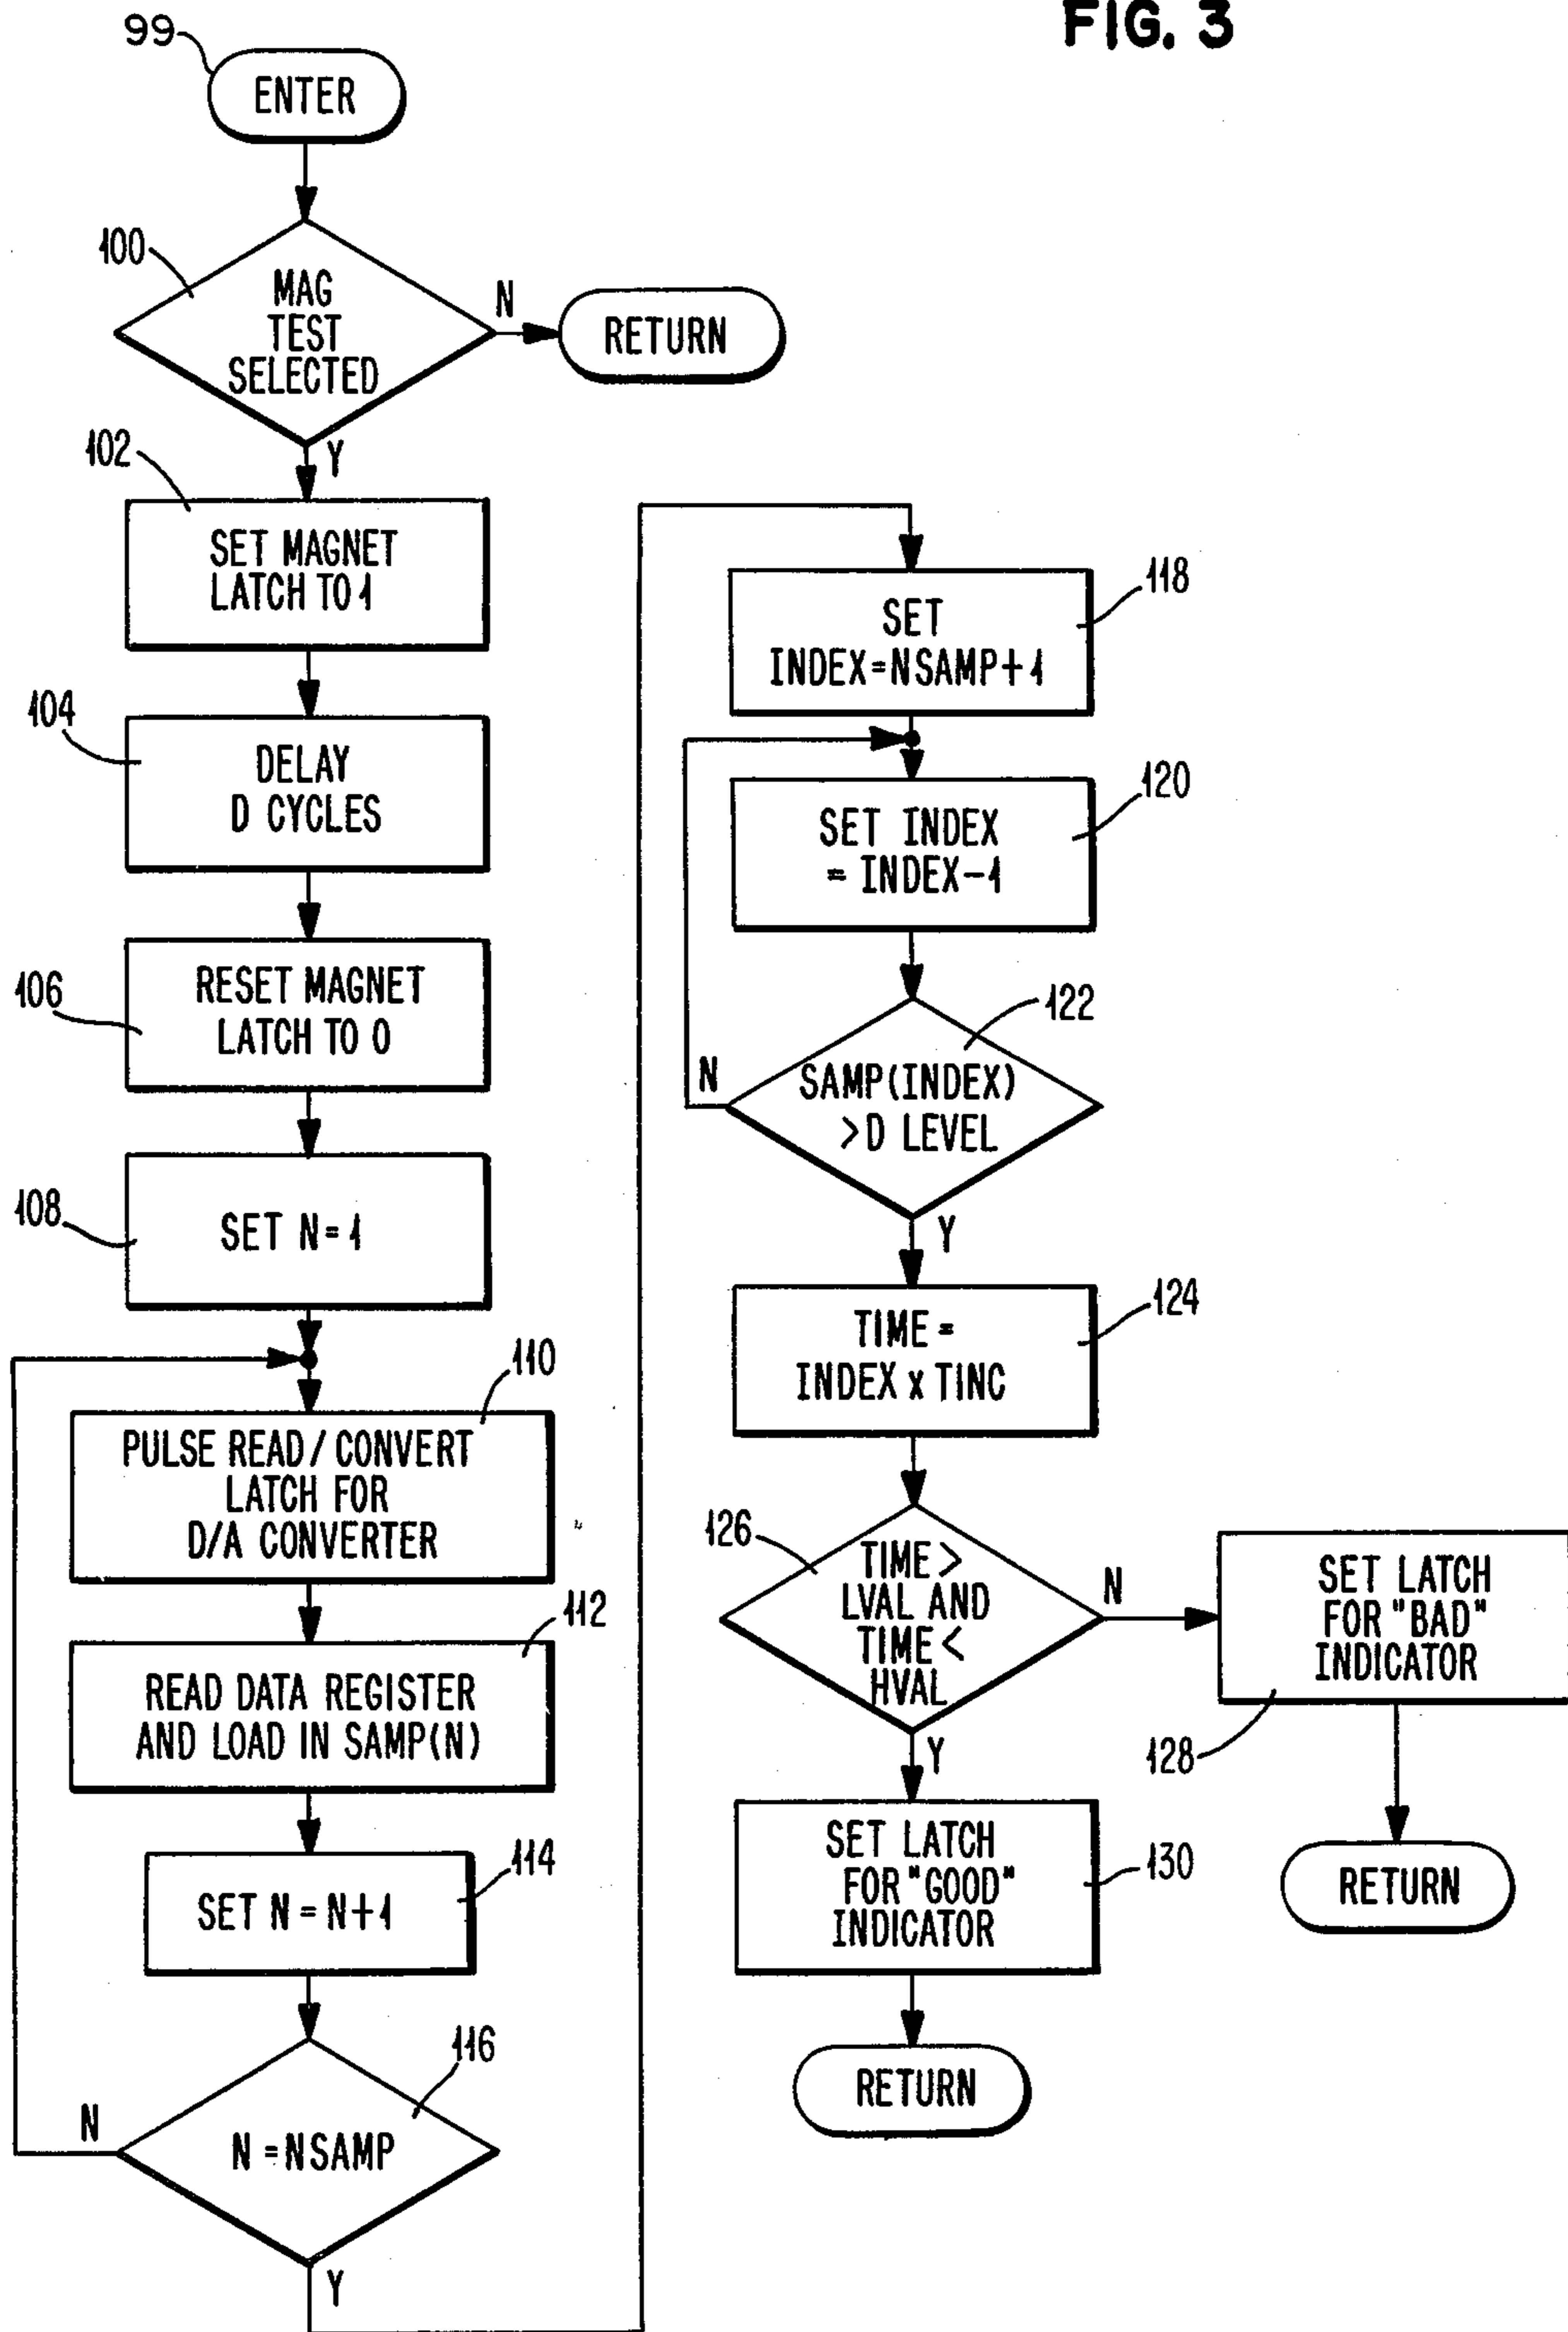 FIG. 3
99
ENTER
100
MAG
TEST
SELECTED
N
RETURN
Y
102
SET MAGNET
LATCH TO 1
104
DELAY
D CYCLES
106
RESET MAGNET
LATCH TO 0
108
SET N=1
110
PULSE READ/CONVERT
LATCH FOR
D/A CONVERTER
112
READ DATA REGISTER
AND LOAD IN SAMP(N)
114
SET N=N+1
116
N=NSAMP
N
Y
118
SET
INDEX=NSAMP+1
120
SET INDEX
= INDEX-1
122
SAMP(INDEX)
>D LEVEL
N
Y
124
TIME =
INDEX x TINC
126
TIME >
LVAL AND
TIME <
HVAL
N
Y
128
SET LATCH
FOR "BAD"
INDICATOR
RETURN
130
SET LATCH
FOR "GOOD"
INDICATOR
RETURN